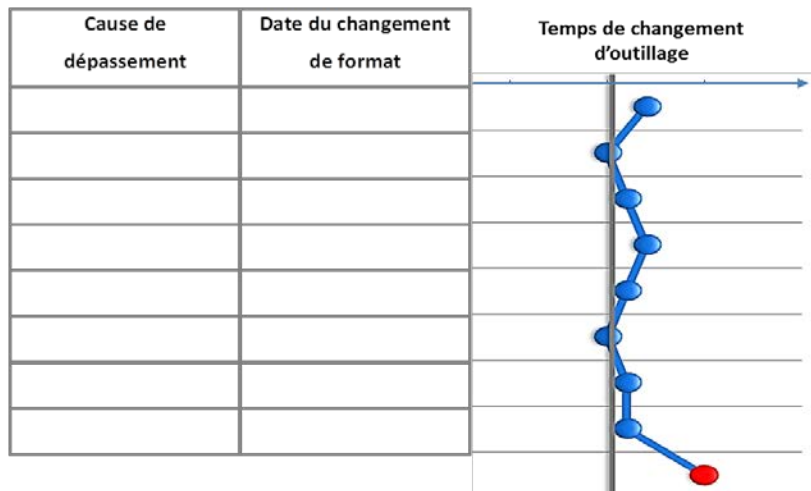 Cause de
dépassement
Date du changement
de format
Temps de changement
d’outillage